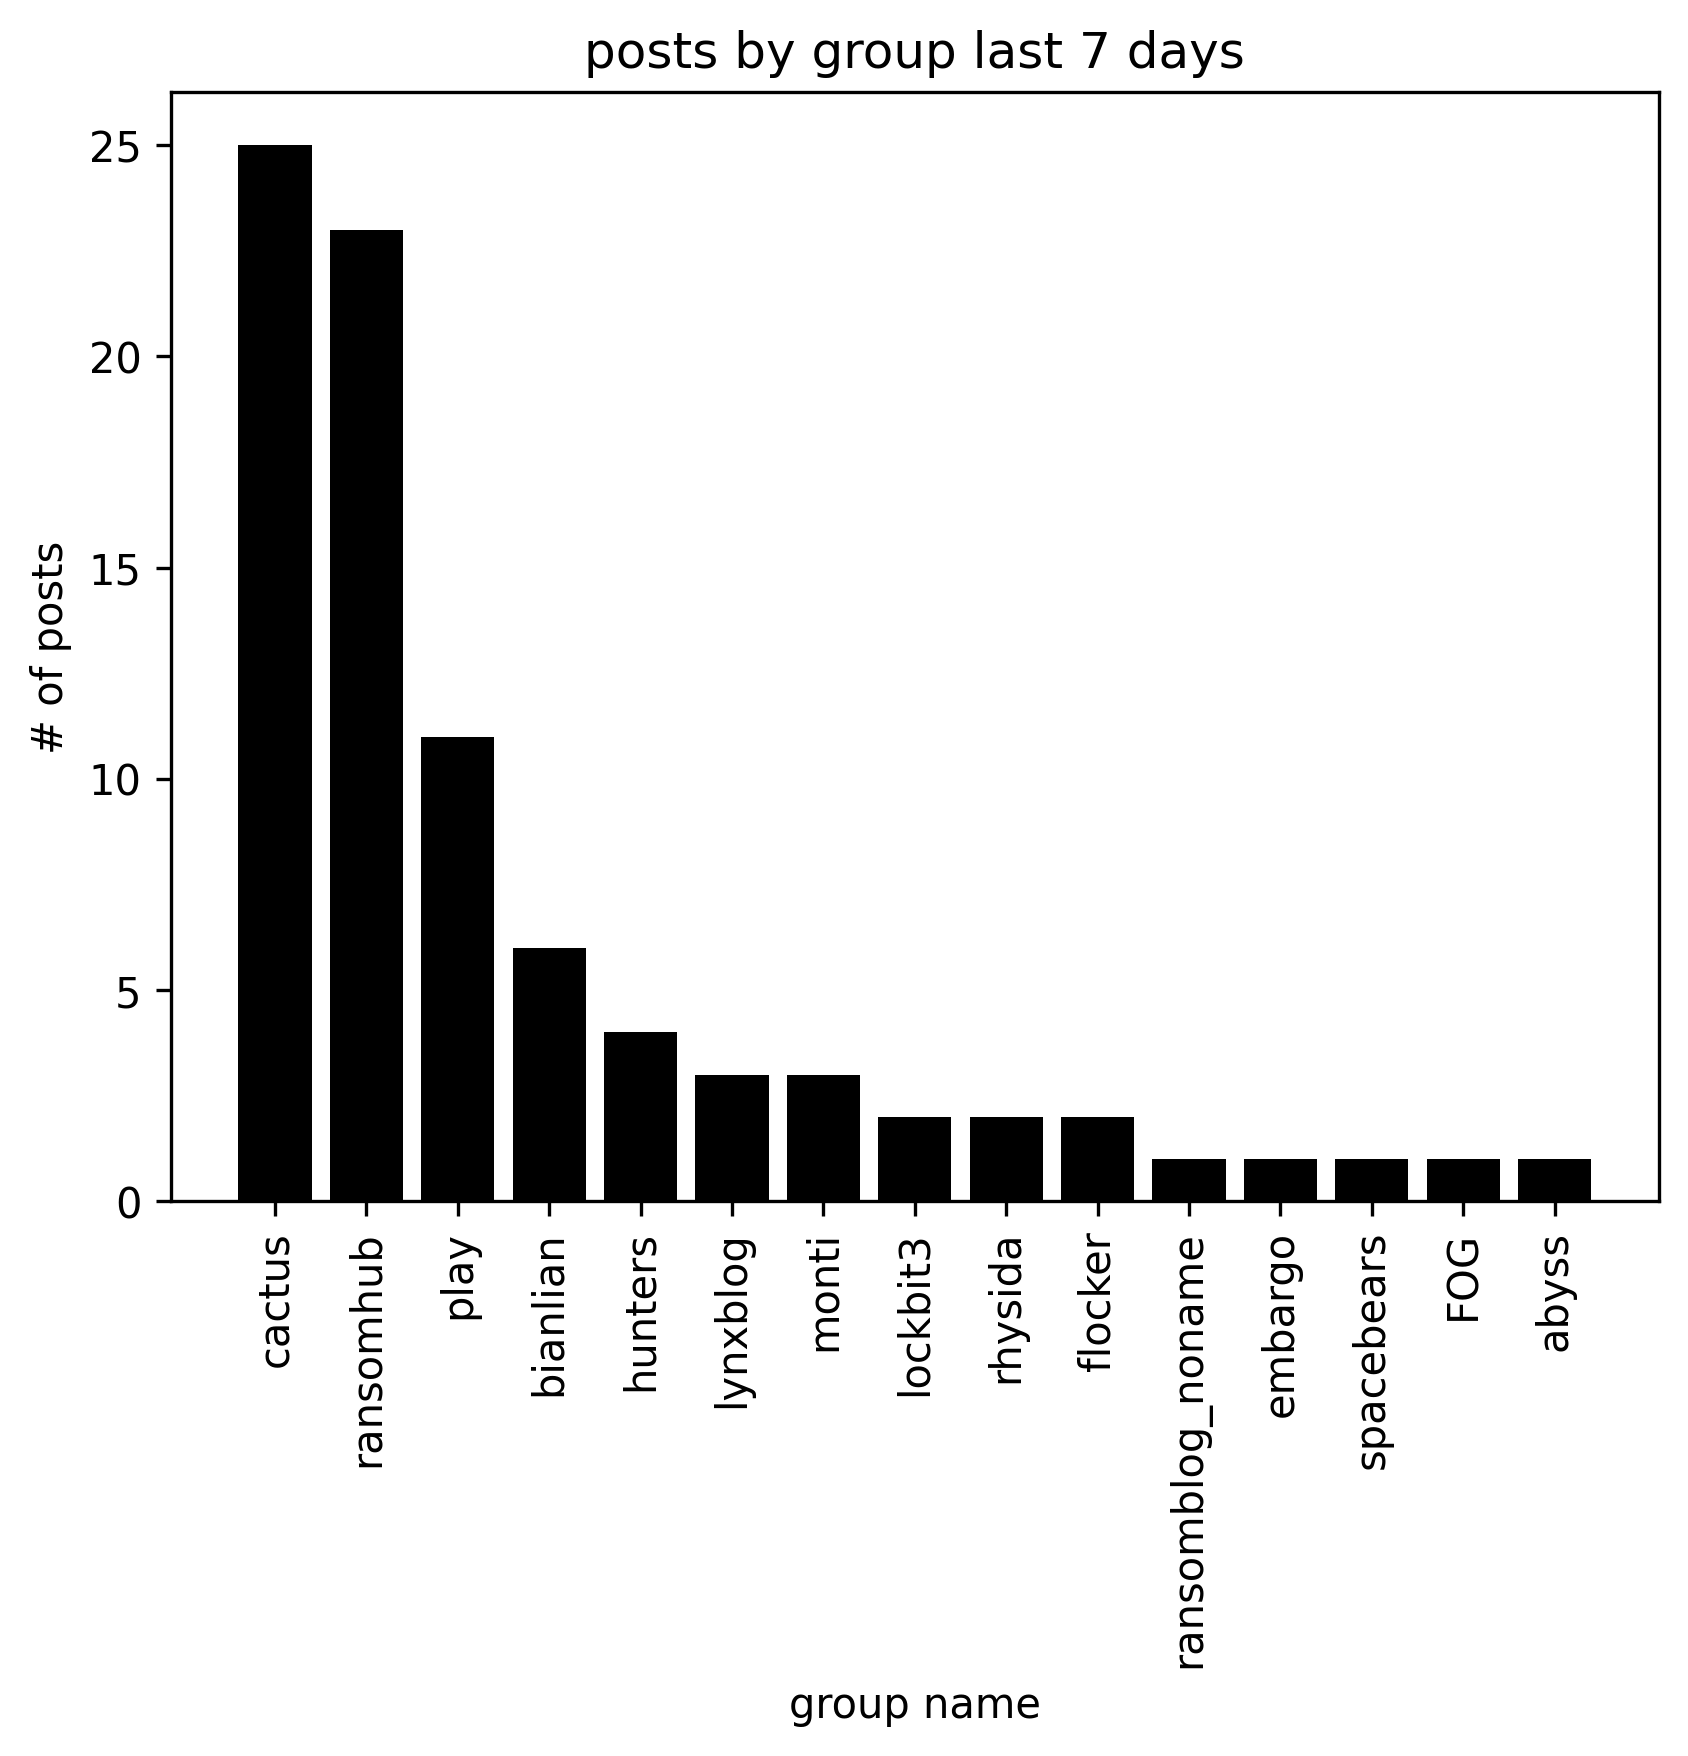 posts by group last 7 days
# of posts
25
20
15
10
5
0
cactus
ransomhub
play
bianlian
hunters
lynxblog
monti
lockbit3
rhysida
flocker
ransomblog_noname
embargo
spacebears
FOG
abyss
group name